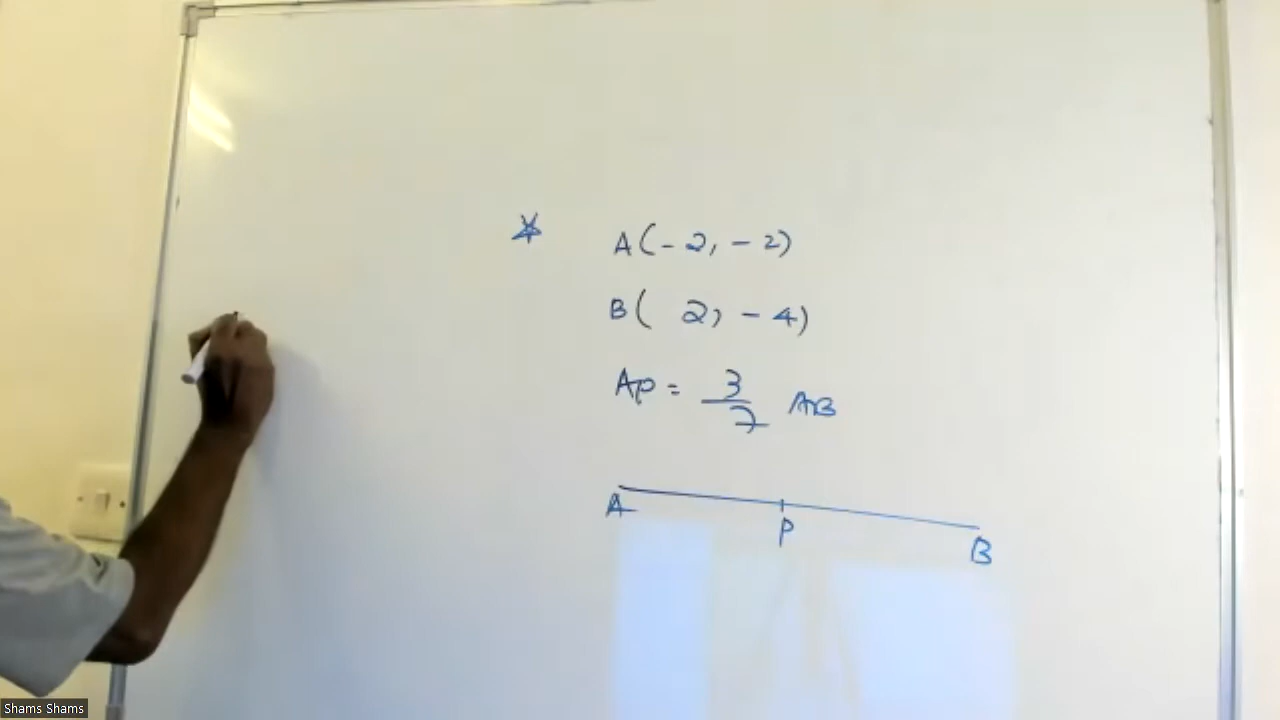 A(-2, -2)
B( 2, -4)
AP = 3/7 AB
A P B
Shams Shams